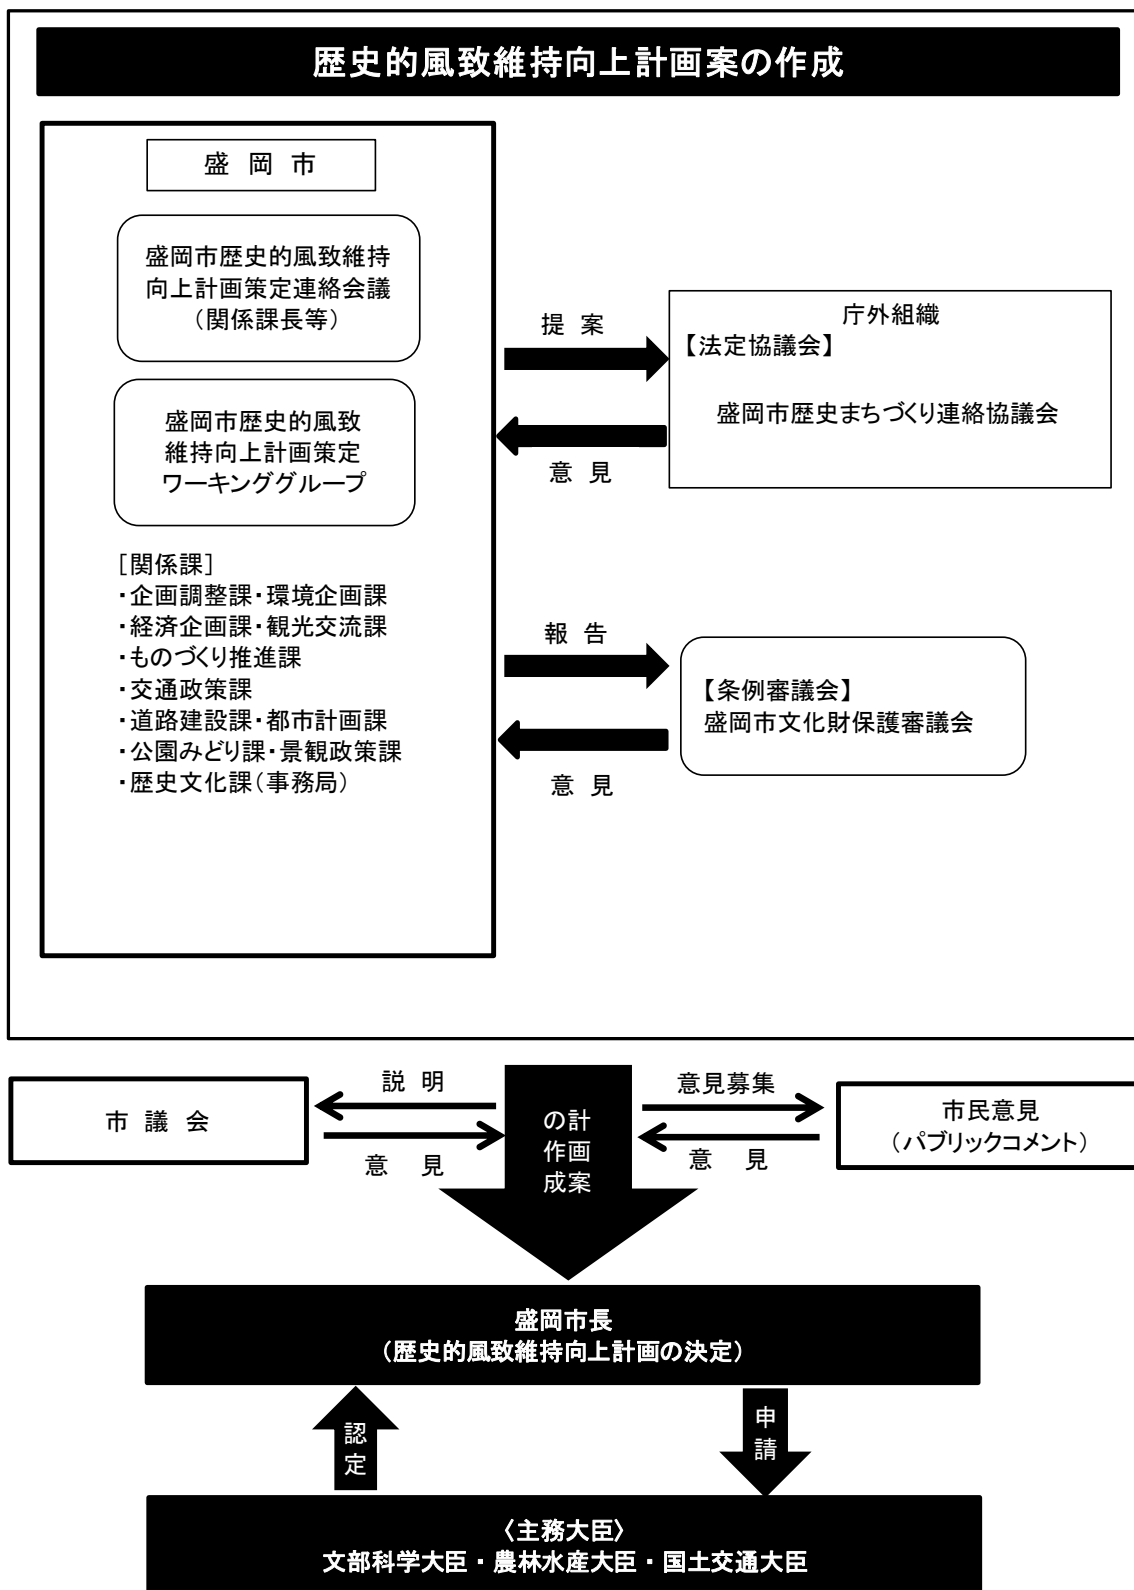 歴史的風致維持向上計画案の作成
盛 岡 市
盛岡市歴史的風致維持
向上計画策定連絡会議
（関係課長等）
盛岡市歴史的風致
維持向上計画策定
ワーキンググループ
［関係課］
・企画調整課・環境企画課
・経済企画課・観光交流課
・ものづくり推進課
・交通政策課
・道路建設課・都市計画課
・公園みどり課・景観政策課
・歴史文化課（事務局）
提 案
意 見
庁外組織
【法定協議会】
盛岡市歴史まちづくり連絡協議会
報 告
意 見
【条例審議会】
盛岡市文化財保護審議会
市 議 会
説 明
意 見
計画案
の作成
意見募集
意 見
市民意見
（パブリックコメント）
盛岡市長
（歴史的風致維持向上計画の決定）
認定
申請
〈主務大臣〉
文部科学大臣・農林水産大臣・国土交通大臣